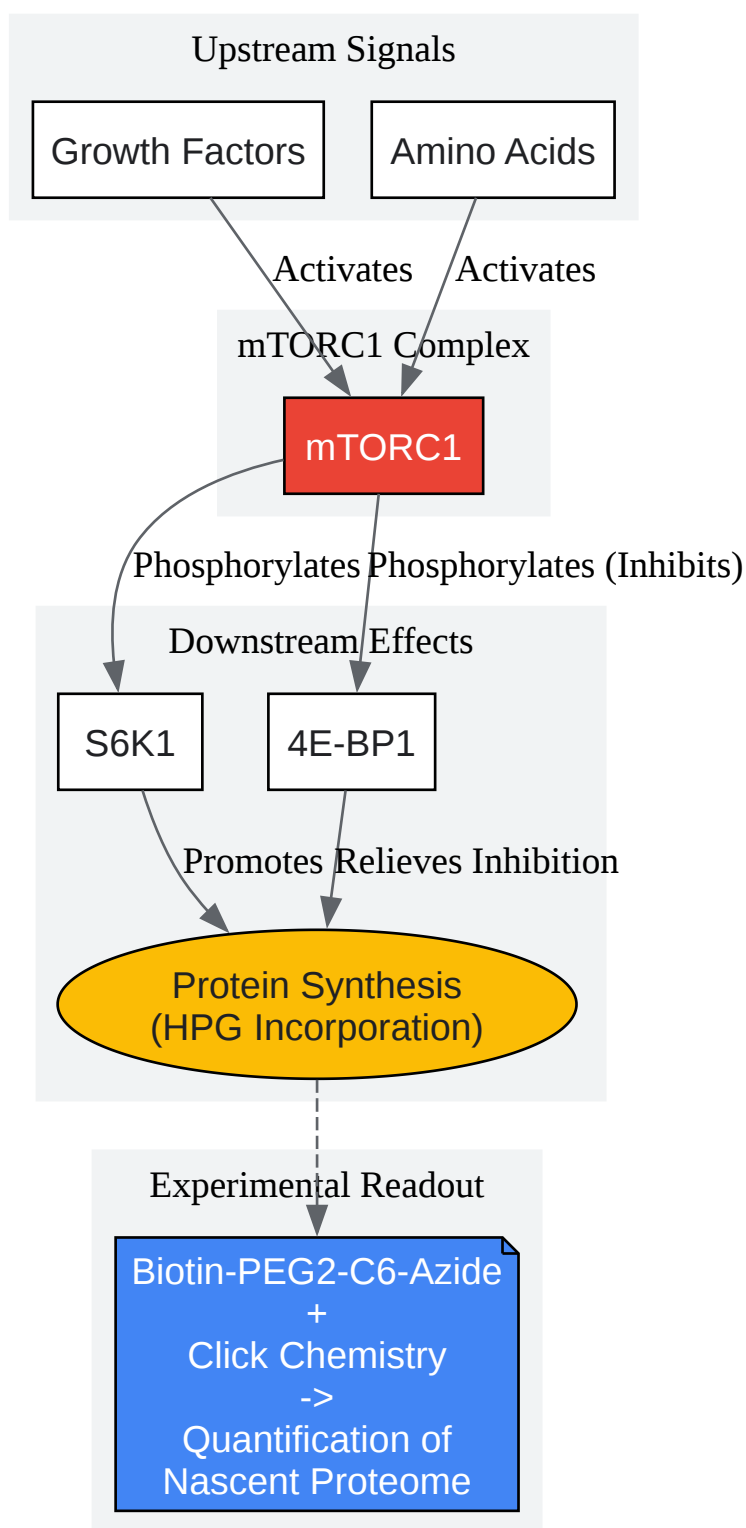 Upstream Signals
Growth Factors
Amino Acids
Activates
Activates
mTORC1 Complex
mTORC1
Phosphorylates
Phosphorylates (Inhibits)
Downstream Effects
S6K1
4E-BP1
Promotes
Relieves Inhibition
Protein Synthesis
(HPG Incorporation)
Experimental Readout
Biotin-PEG2-C6-Azide
+
Click Chemistry
->
Quantification of
Nascent Proteome